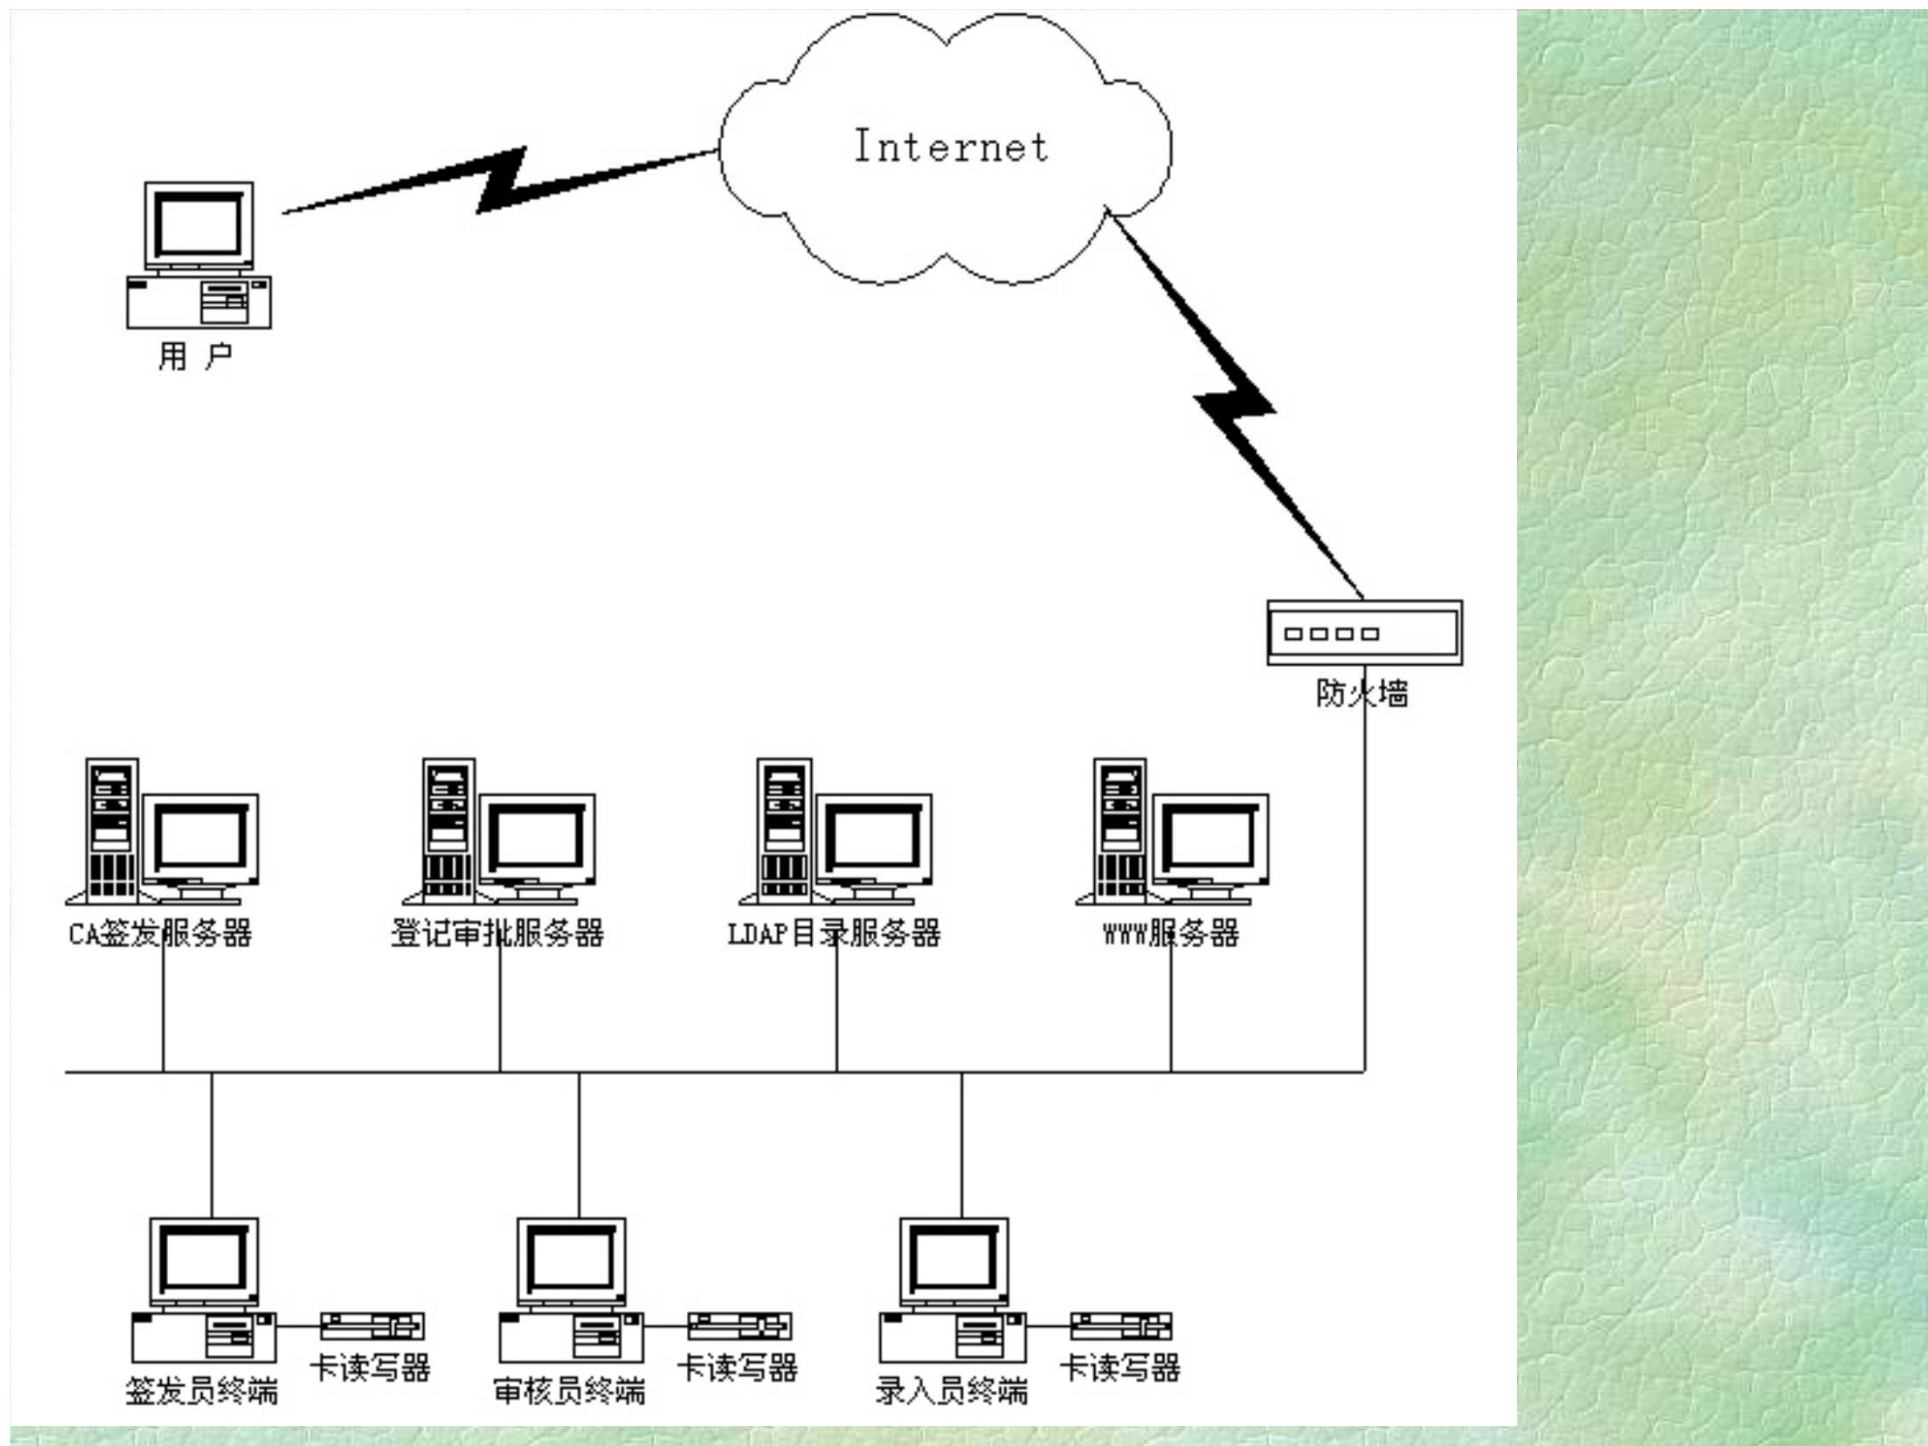 Internet
用 户
防火墙
CA签发服务器
登记审批服务器
LDAP目录服务器
WWW服务器
卡读写器
卡读写器
卡读写器
签发员终端
审核员终端
录入员终端